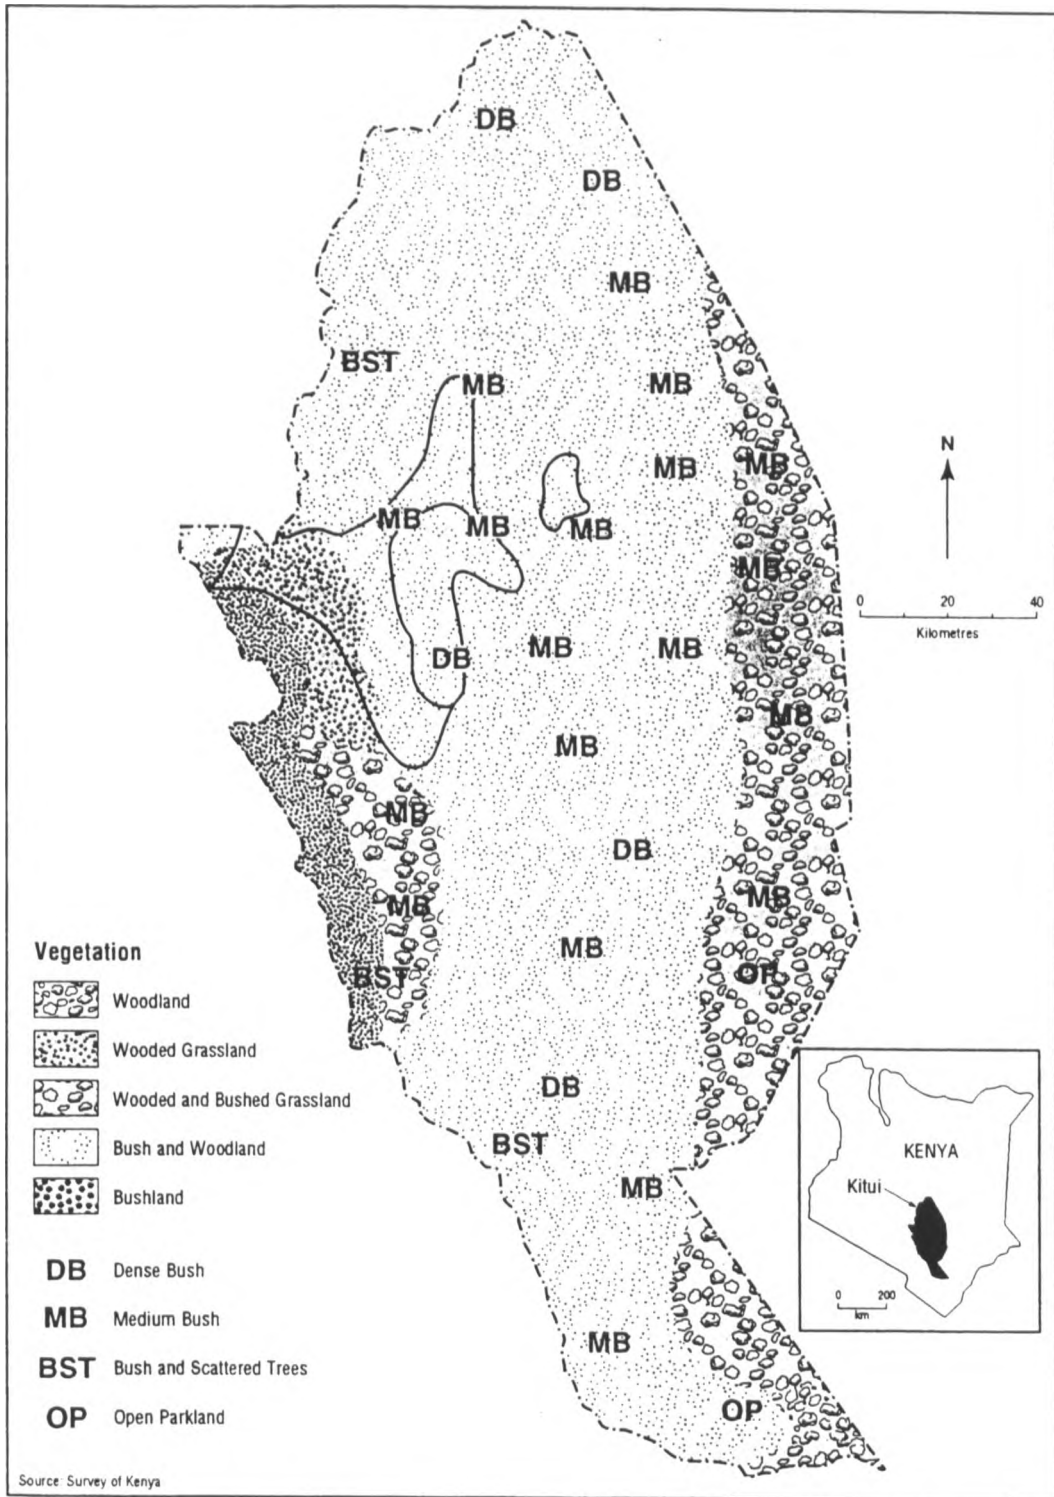 DB
DB
MB
BST
MB
MB
MB
MB
MB
MB
MB
MB
DB
MB
MB
MB
MB
MB
DB
MB
MB
MB
OP
BST
DB
BST
MB
MB
OP
N
0 20 40
Kilometres
Vegetation
Woodland
Wooded Grassland
Wooded and Bushed Grassland
Bush and Woodland
Bushland
DB Dense Bush
MB Medium Bush
BST Bush and Scattered Trees
OP Open Parkland
Source: Survey of Kenya
KENYA
Kitui
0 200
km